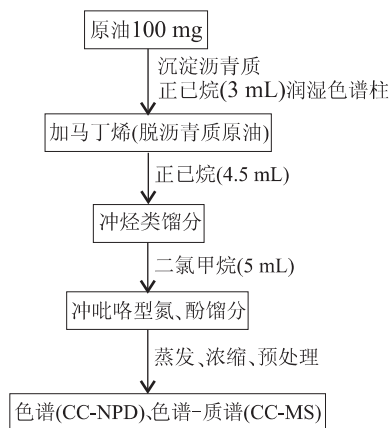 原油100 mg
沉淀沥青质
正已烷(3 mL)润湿色谱柱
加马丁烯(脱沥青质原油)
正已烷(4.5 mL)
冲烃类馏分
二氯甲烷(5 mL)
冲吡咯型氮、酚馏分
蒸发、浓缩、预处理
色谱(CC-NPD)、色谱-质谱(CC-MS)